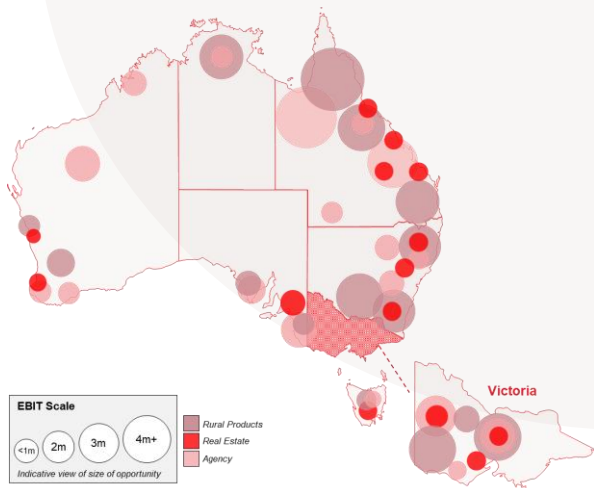 Victoria
EBIT Scale
<1m
2m
3m
4m+
Indicative view of size of opportunity
Rural Products
Real Estate
Agency